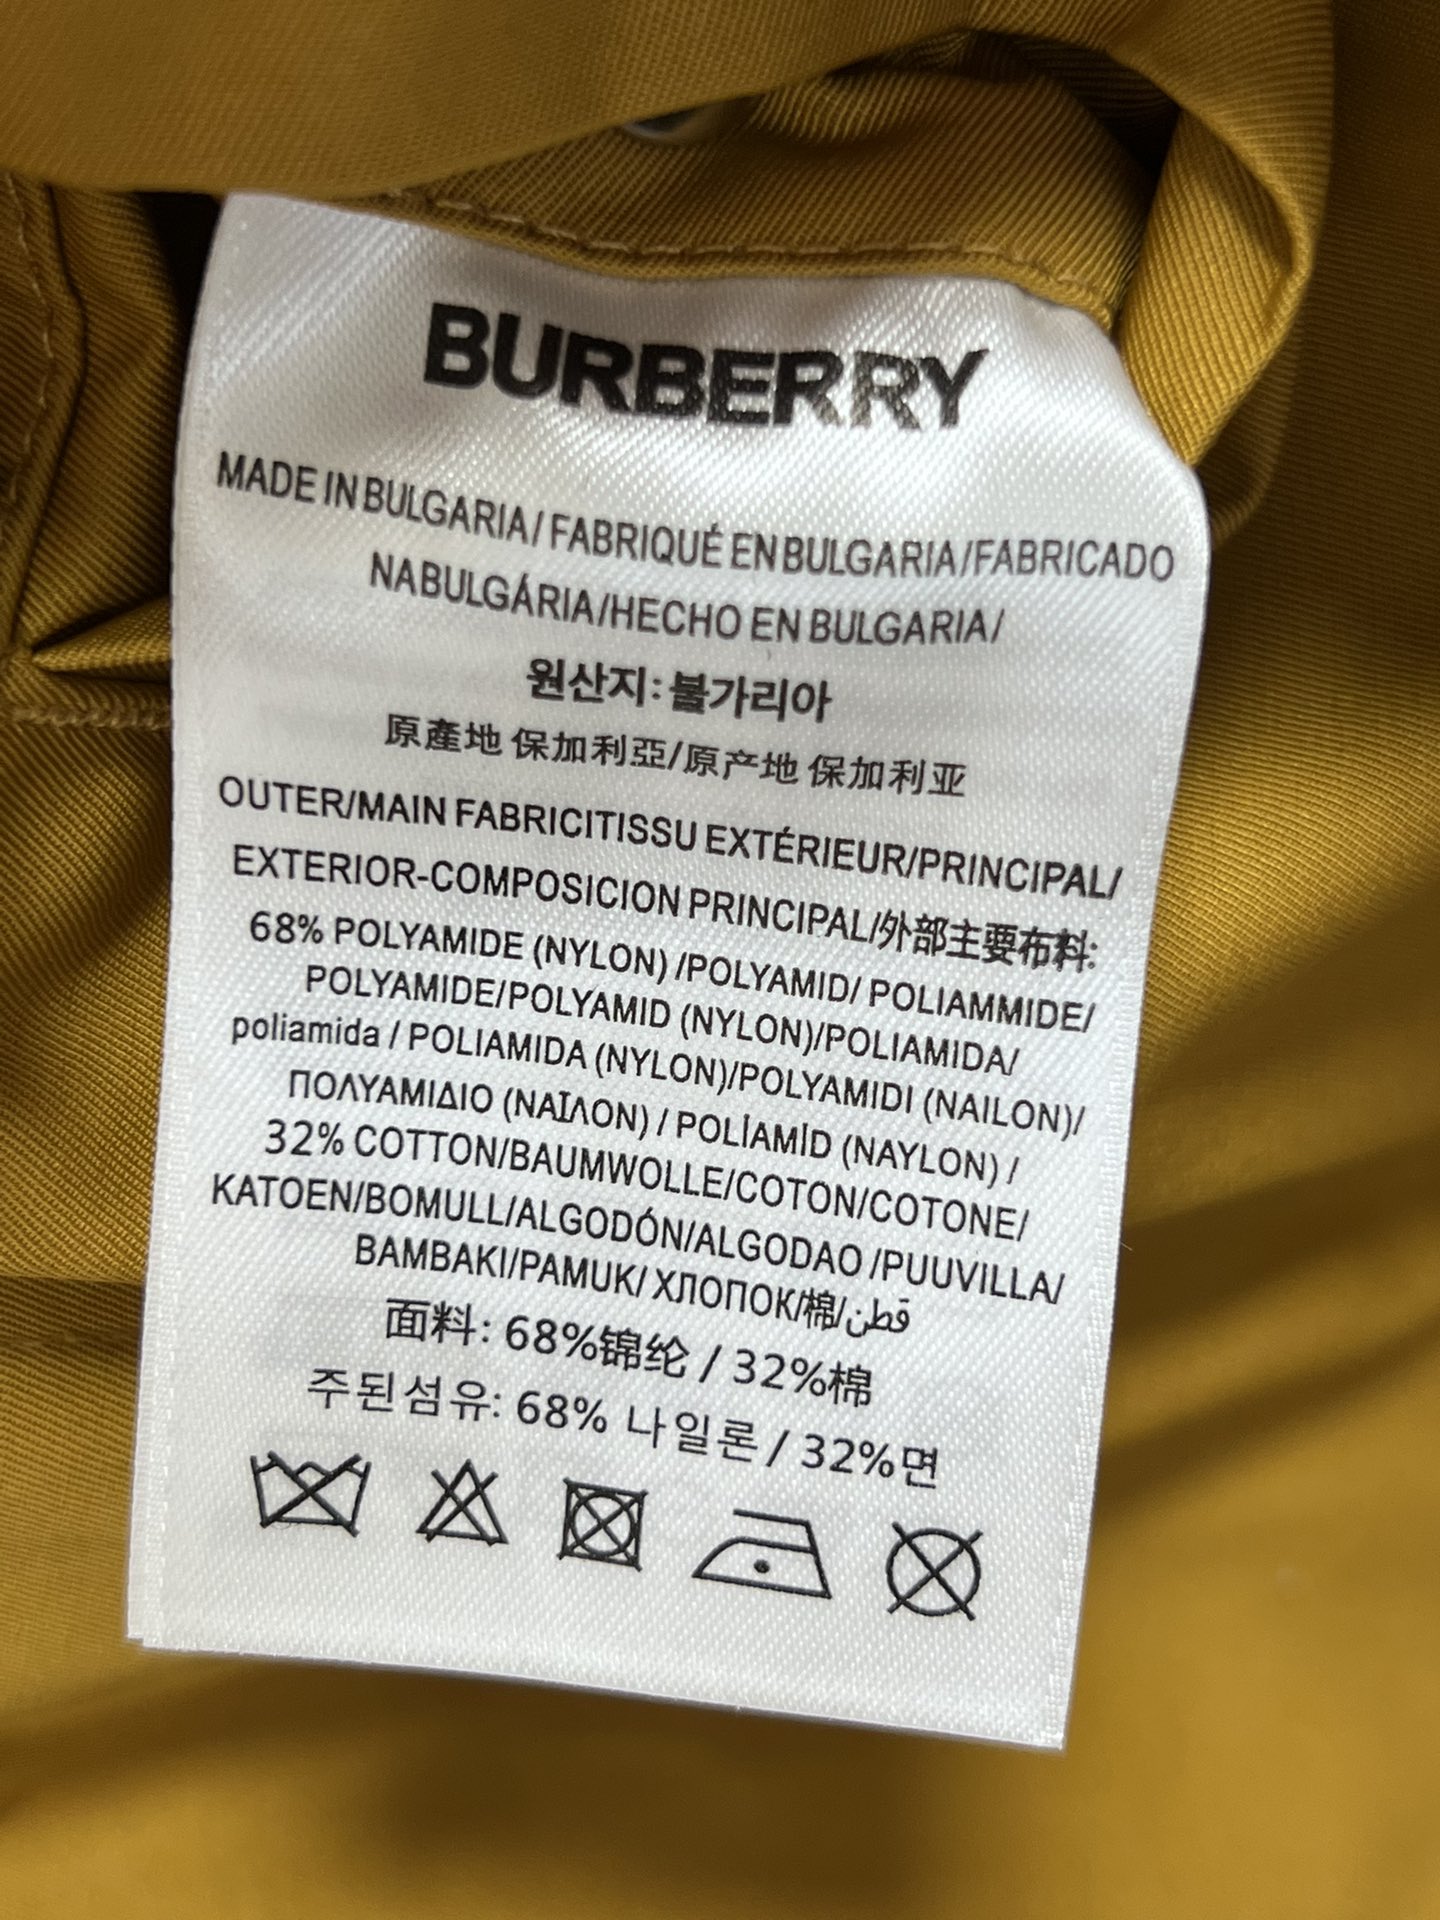 BURBERRY
MADE IN BULGARIA/ FABRIQUÉ EN BULGARIA/FABRICADO
NABULGÁRIA/HECHO EN BULGARIA/
원산지: 불가리아
原產地 保加利亞/原产地 保加利亚
OUTER/MAIN FABRICITISSU EXTÉRIEUR/PRINCIPAL/
EXTERIOR-COMPOSICION PRINCIPAL/外部主要布料:
68% POLYAMIDE (NYLON) /POLYAMID/ POLIAMMIDE/
POLYAMIDE/POLYAMID (NYLON)/POLIAMIDA/
poliamida / POLIAMIDA (NYLON)/POLYAMIDI (NAILON)/
ΠΟΛΥΑΜΙΔΙΟ (ΝΑΪΛΟΝ) / POLİAMİD (NAYLON) /
32% COTTON/BAUMWOLLE/COTON/COTONE/
KATOEN/BOMULL/ALGODÓN/ALGODAO /PUUVILLA/
BAMBAKI/PAMUK/ ХЛОПОК/棉/قطن
面料: 68%锦纶 / 32%棉
주된섬유: 68% 나일론 / 32%면